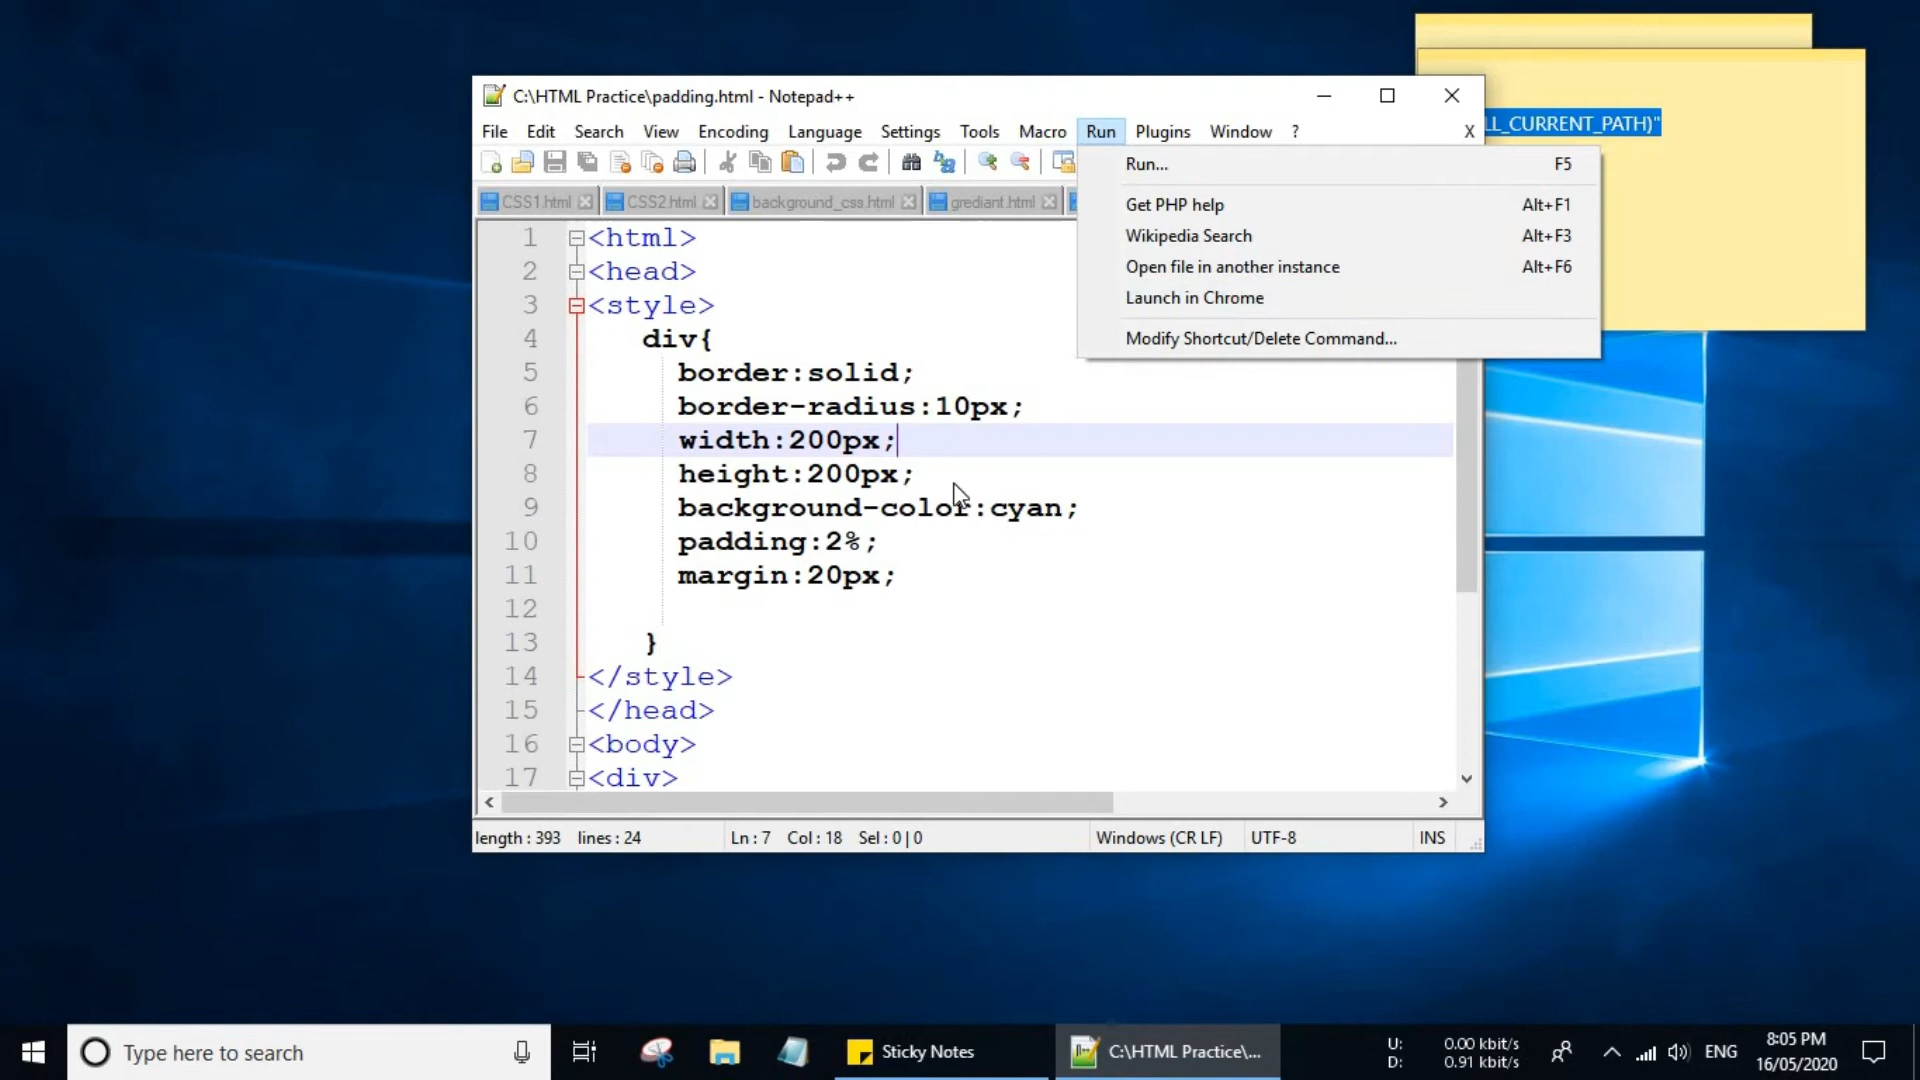 C:\HTML Practice\padding.html - Notepad++
File Edit Search View Encoding Language Settings Tools Macro Run Plugins Window ? X
LL_CURRENT_PATH)"
Run... F5
Get PHP help Alt+F1
Wikipedia Search Alt+F3
Open file in another instance Alt+F6
Launch in Chrome
Modify Shortcut/Delete Command...
CSS1.html CSS2.html background_css.html grediant.html
1 <html>
2 <head>
3 <style>
4 div{
5 border:solid;
6 border-radius:10px;
7 width:200px;
8 height:200px;
9 background-color:cyan;
10 padding:2%;
11 margin:20px;
12
13 }
14 </style>
15 </head>
16 <body>
17 <div>
length : 393 lines : 24 Ln : 7 Col : 18 Sel : 0 | 0 Windows (CR LF) UTF-8 INS
Type here to search
Sticky Notes
C:\HTML Practice\...
U: 0.00 kbit/s
D: 0.91 kbit/s
ENG
8:05 PM
16/05/2020